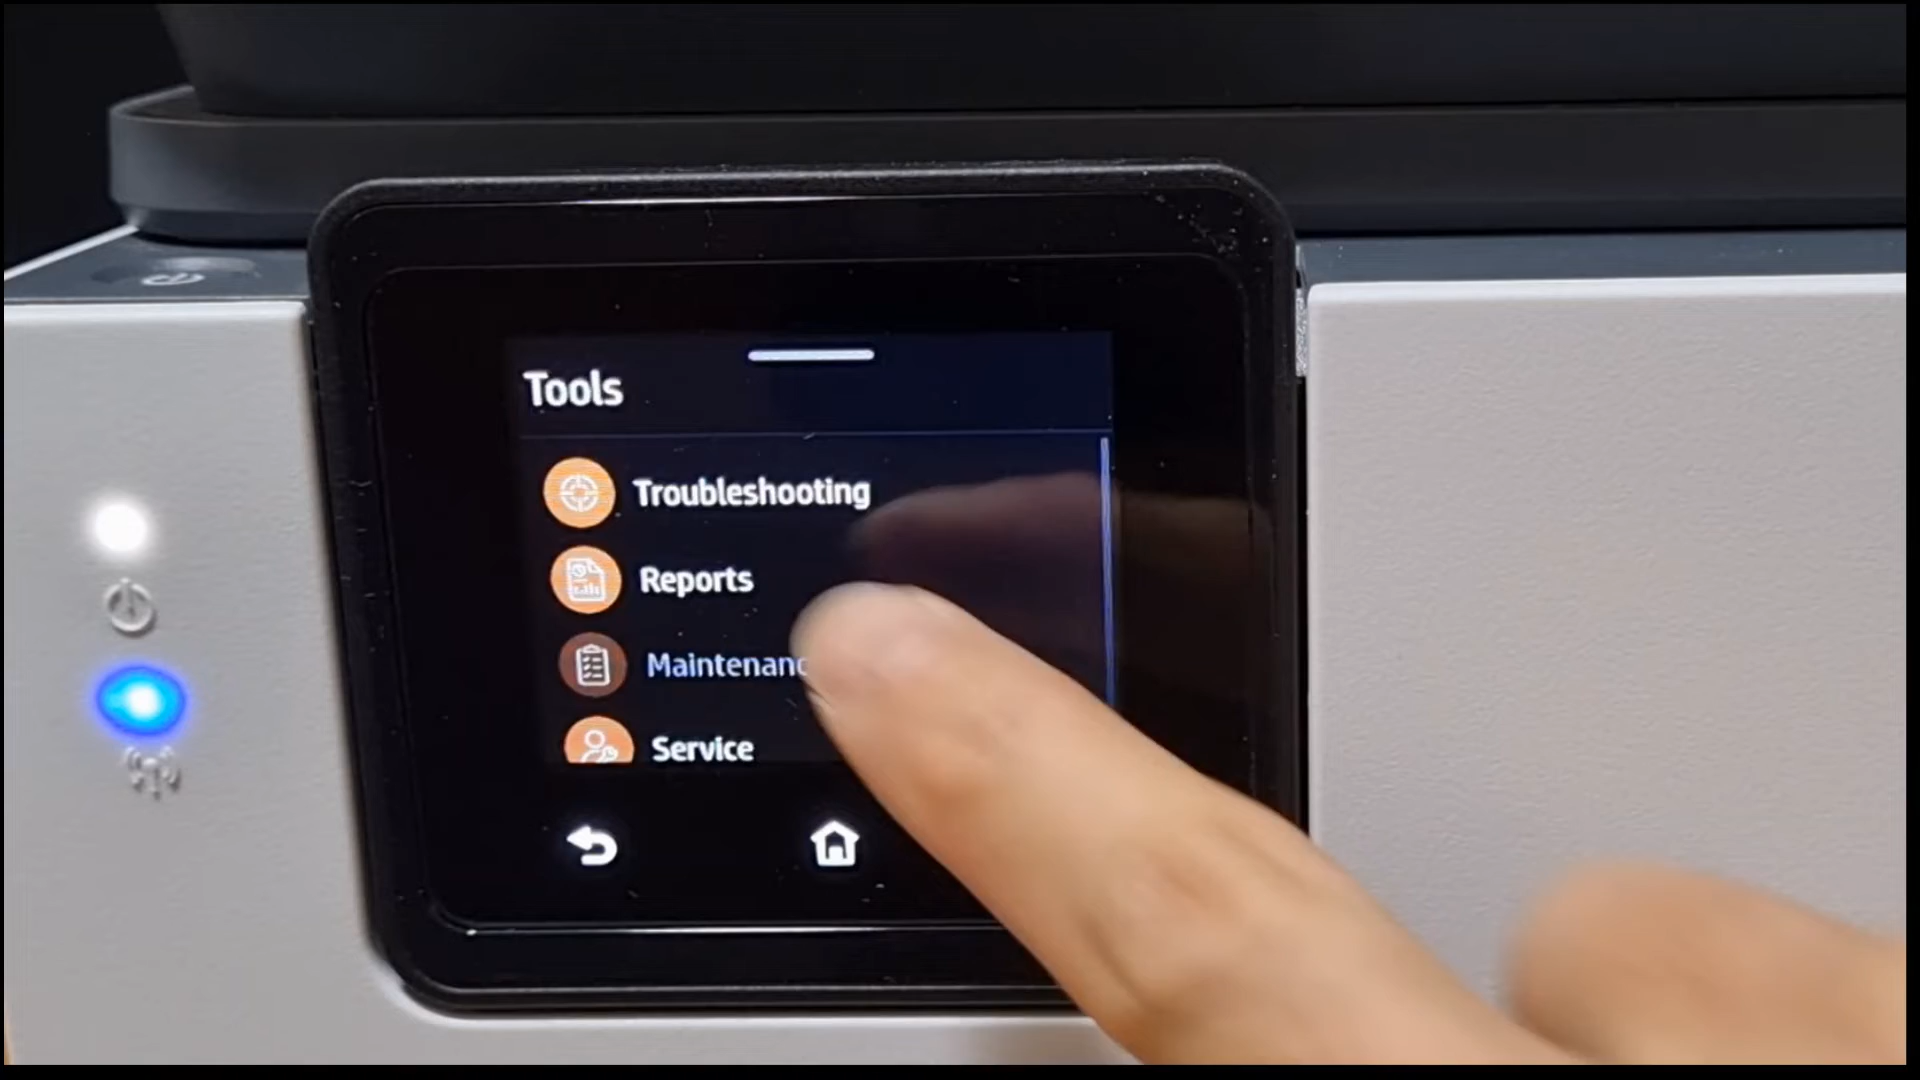 Tools
Troubleshooting
Reports
Maintenanc
Service